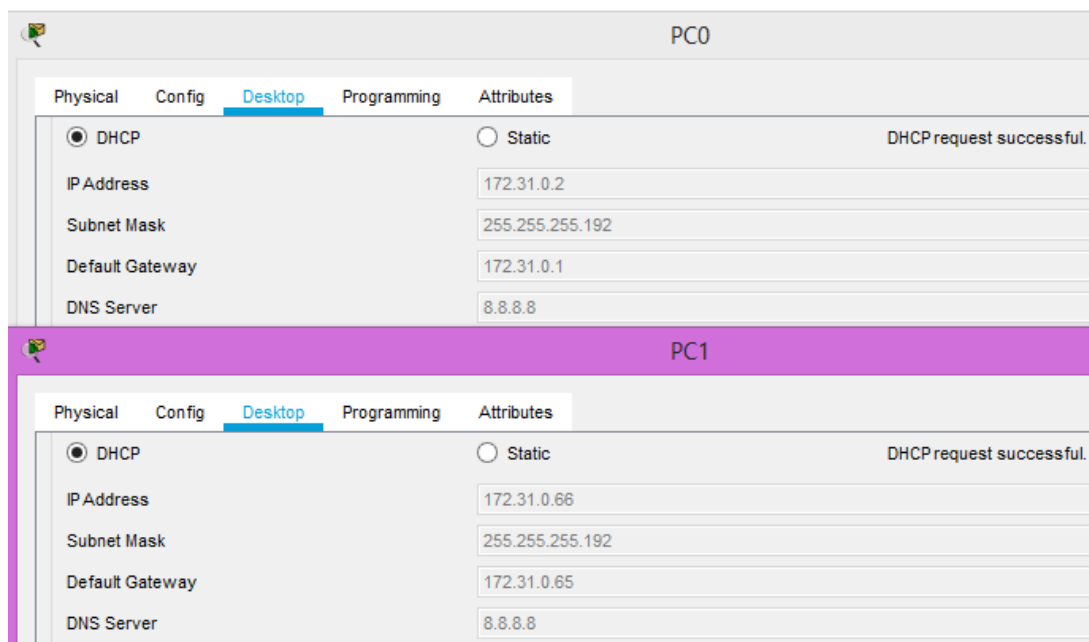 PC0
Physical Config Desktop Programming Attributes
DHCP Static DHCP request successful.
IP Address 172.31.0.2
Subnet Mask 255.255.255.192
Default Gateway 172.31.0.1
DNS Server 8.8.8.8
PC1
Physical Config Desktop Programming Attributes
DHCP Static DHCP request successful.
IP Address 172.31.0.66
Subnet Mask 255.255.255.192
Default Gateway 172.31.0.65
DNS Server 8.8.8.8